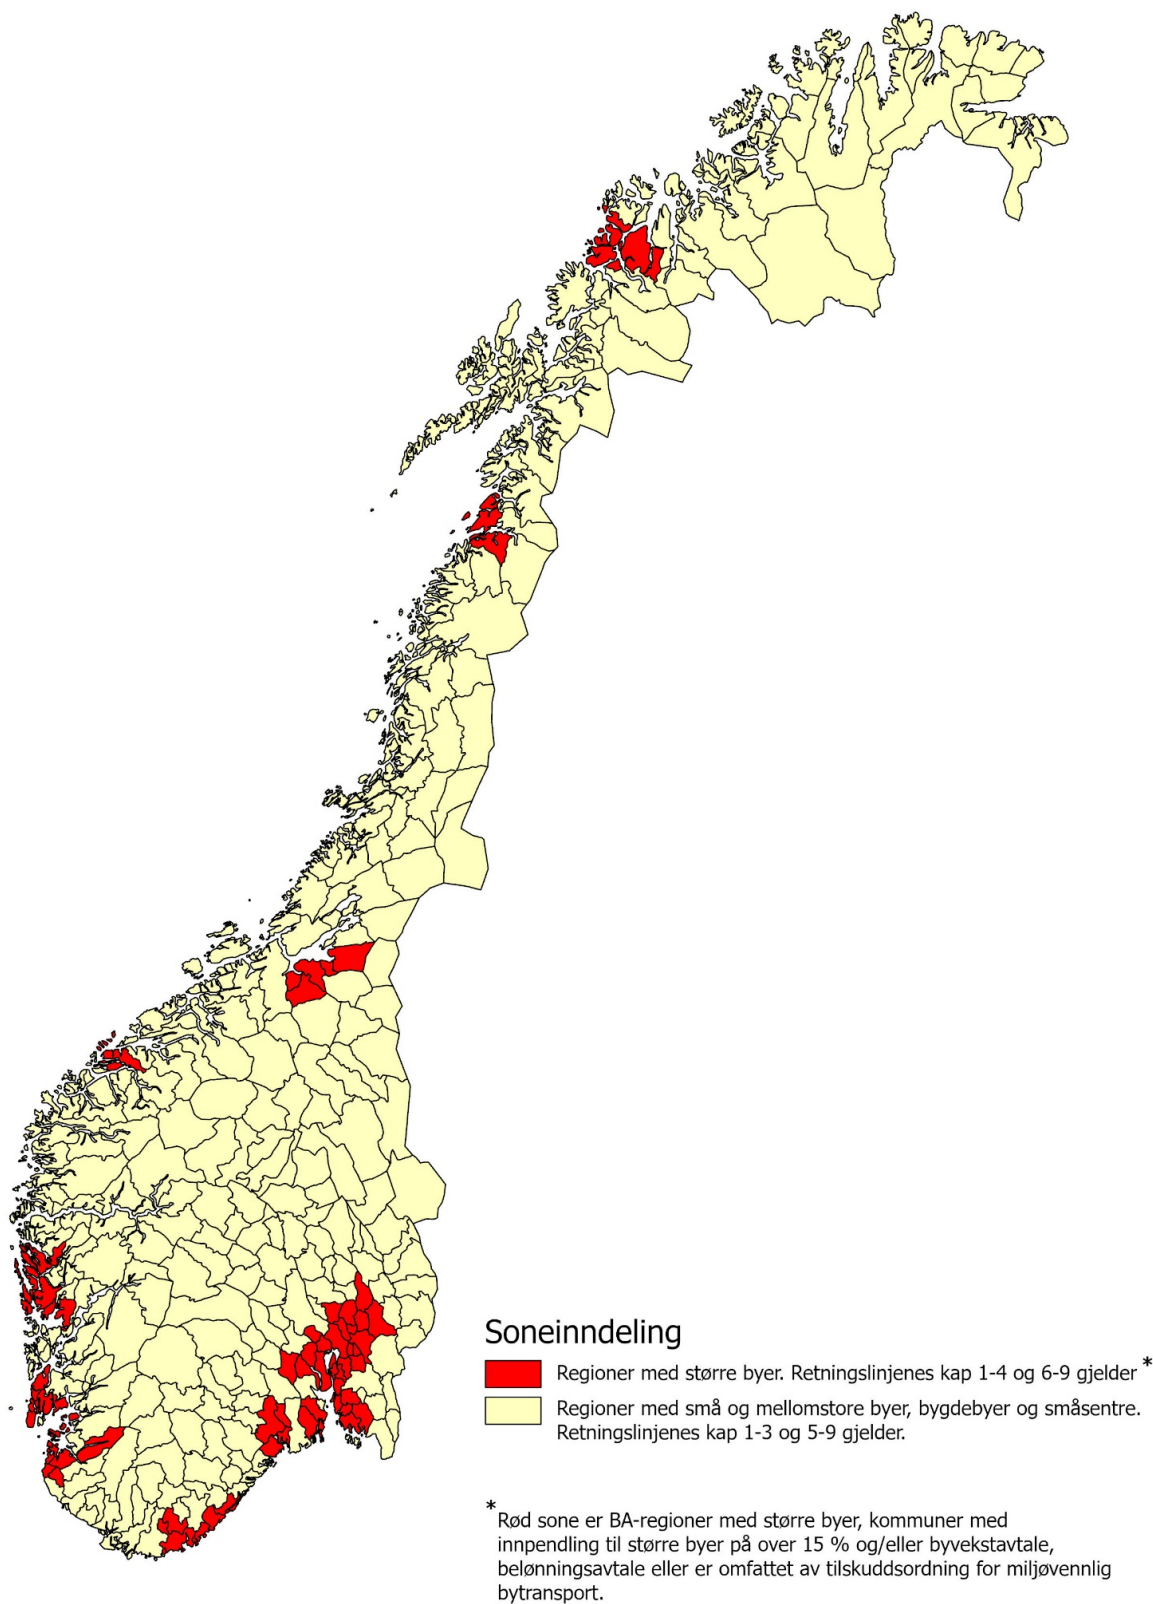 Soneinndeling
Regioner med større byer. Retningslinjenes kap 1-4 og 6-9 gjelder *
Regioner med små og mellomstore byer, bygdebyer og småsentre.
Retningslinjenes kap 1-3 og 5-9 gjelder.
* Rød sone er BA-regioner med større byer, kommuner med
innpendling til større byer på over 15 % og/eller byvekstavtale,
belønningsavtale eller er omfattet av tilskuddsordning for miljøvennlig
bytransport.